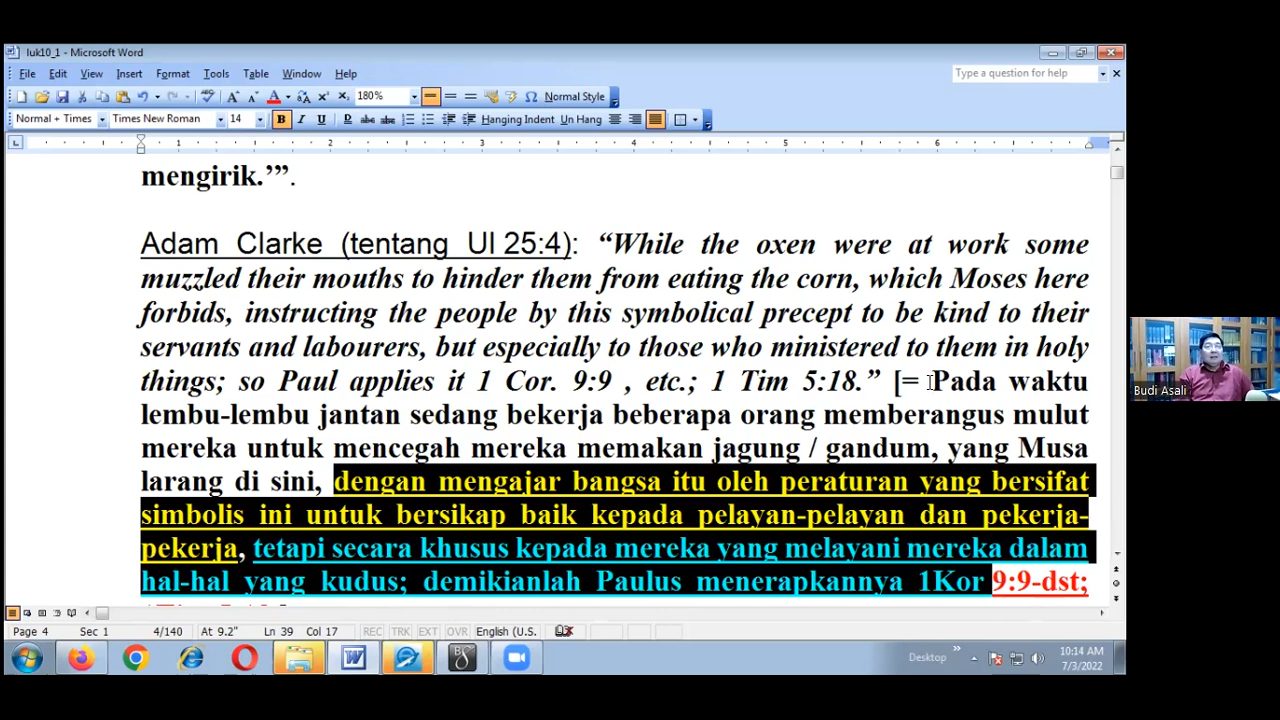 luk10_1 - Microsoft Word
File Edit View Insert Format Tools Table Window Help
Type a question for help
180% Normal Style
Normal + Times Times New Roman 14 B I U Hanging Indent Un Hang
1 2 3 4 5 6
mengirik.’”.
Adam Clarke (tentang Ul 25:4): “While the oxen were at work some
muzzled their mouths to hinder them from eating the corn, which Moses here
forbids, instructing the people by this symbolical precept to be kind to their
servants and labourers, but especially to those who ministered to them in holy
things; so Paul applies it 1 Cor. 9:9 , etc.; 1 Tim 5:18.” [= Pada waktu
lembu-lembu jantan sedang bekerja beberapa orang memberangus mulut
mereka untuk mencegah mereka memakan jagung / gandum, yang Musa
larang di sini, dengan mengajar bangsa itu oleh peraturan yang bersifat
simbolis ini untuk bersikap baik kepada pelayan-pelayan dan pekerja-
pekerja, tetapi secara khusus kepada mereka yang melayani mereka dalam
hal-hal yang kudus; demikianlah Paulus menerapkannya 1Kor 9:9-dst;
Budi Asali
Page 4 Sec 1 4/140 At 9.2" Ln 39 Col 17 REC TRK EXT OVR English (U.S.
Desktop
10:14 AM
7/3/2022